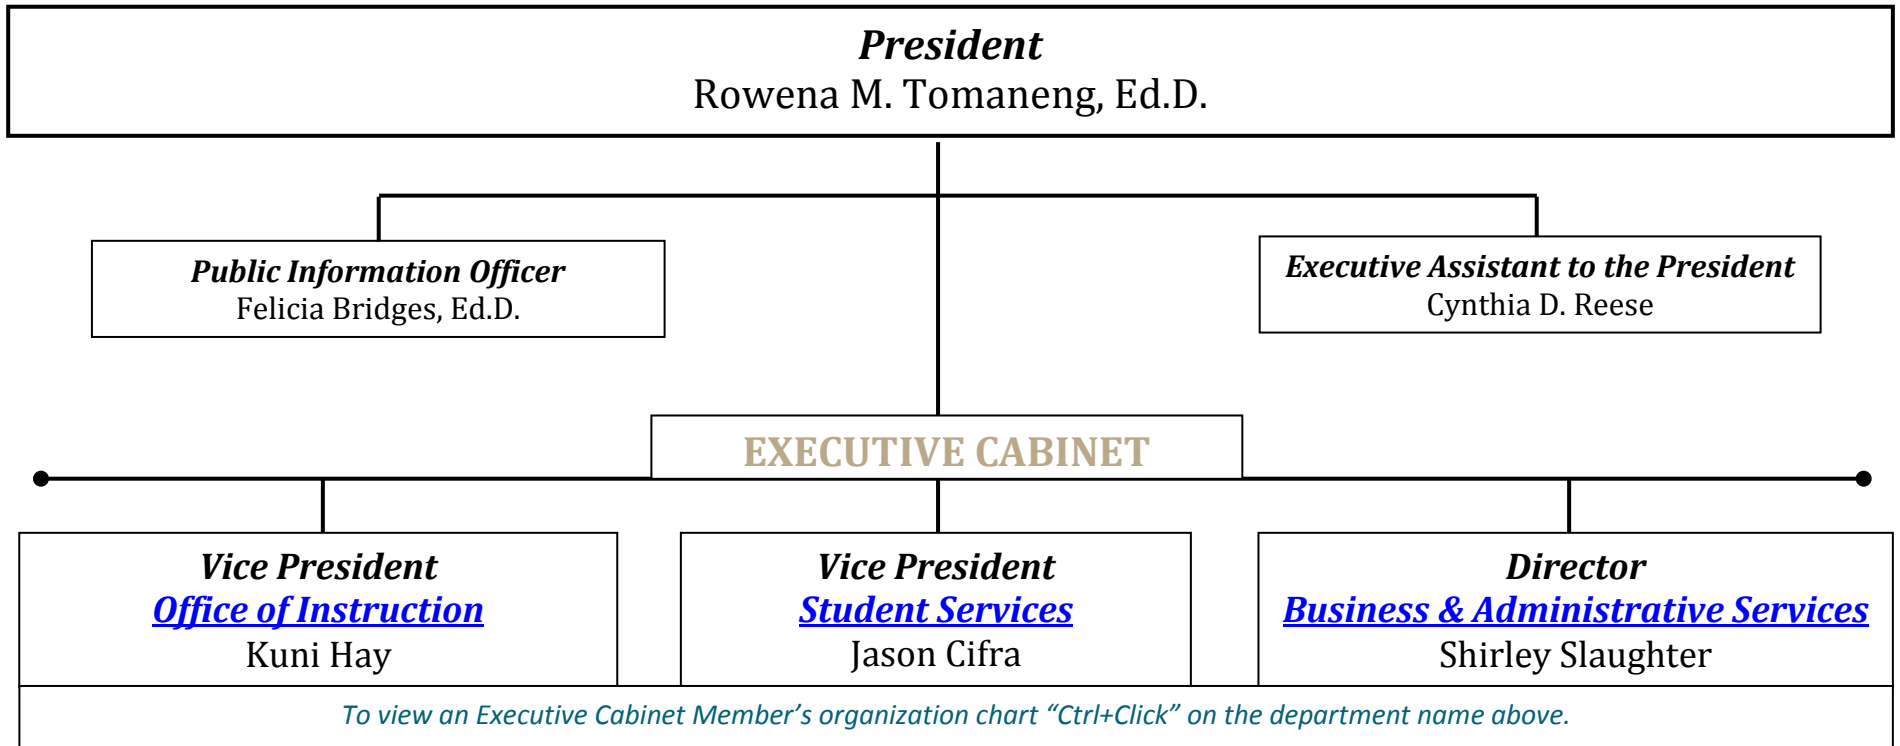 President
Rowena M. Tomaneng, Ed.D.
Public Information Officer
Felicia Bridges, Ed.D.
Executive Assistant to the President
Cynthia D. Reese
EXECUTIVE CABINET
Vice President
Office of Instruction
Kuni Hay
Vice President
Student Services
Jason Cifra
Director
Business & Administrative Services
Shirley Slaughter
To view an Executive Cabinet Member’s organization chart “Ctrl+Click” on the department name above.